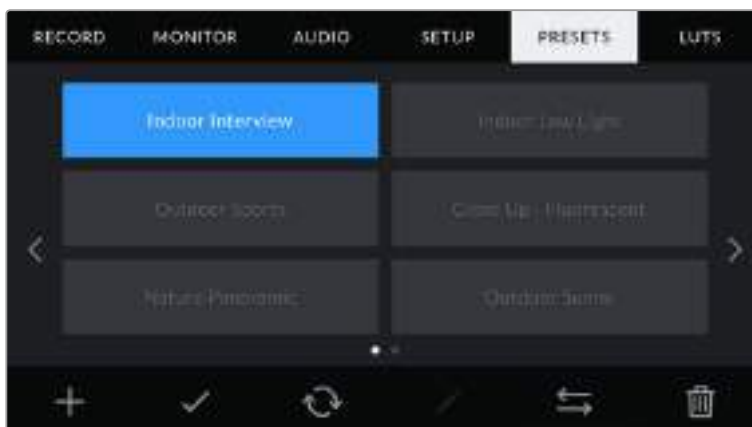 RECORD MONITOR AUDIO SETUP PRESETS LUTS
Indoor Interview Indoor Low Light
Outdoor Sports Close Up - Fluorescent
Nature Panoramic Outdoor